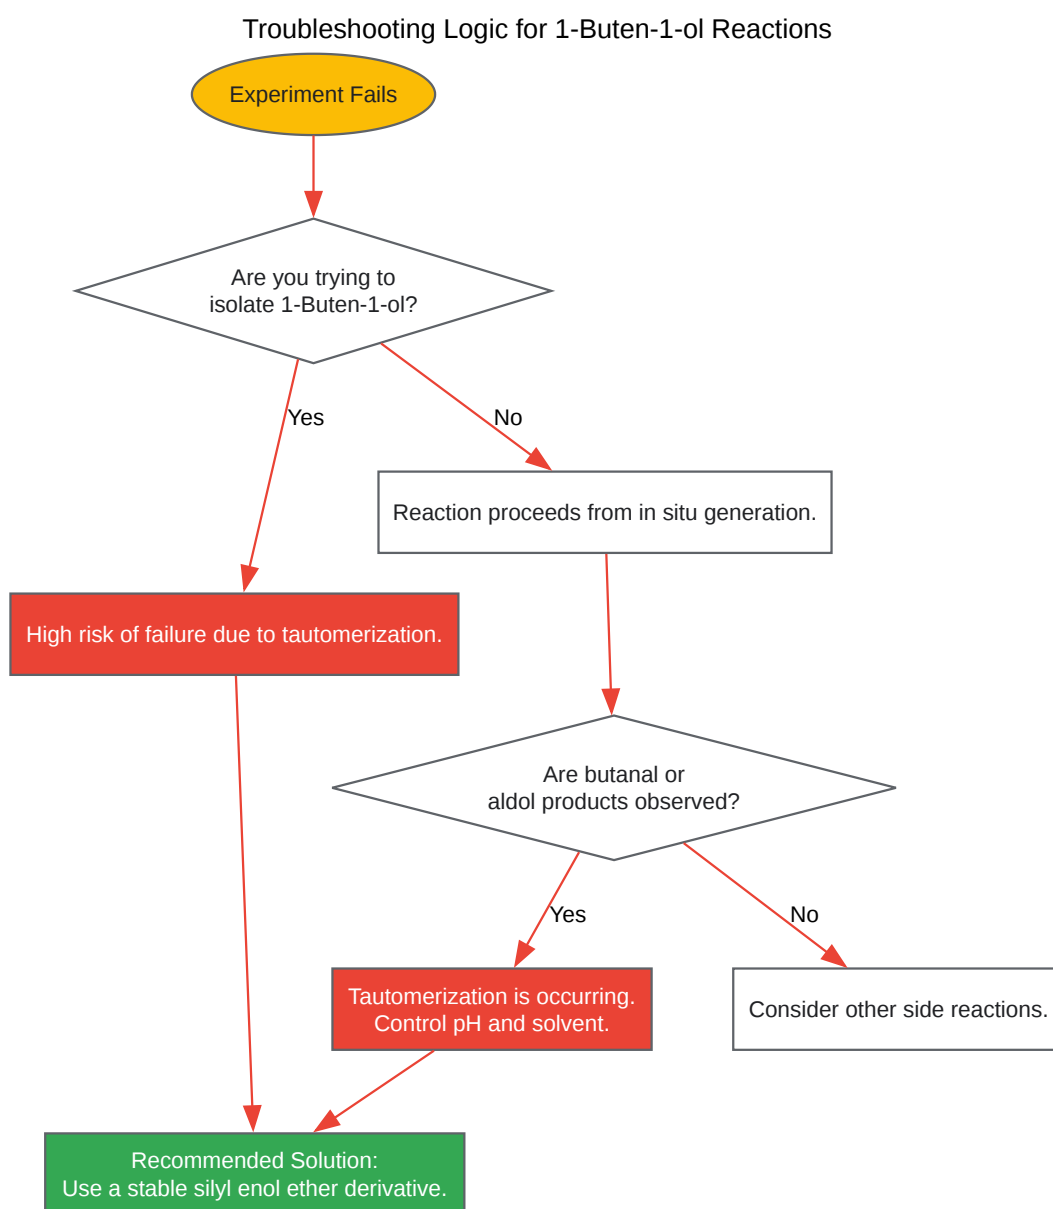 Troubleshooting Logic for 1-Buten-1-ol Reactions
Experiment Fails
Are you trying to
isolate 1-Buten-1-ol?
Yes
No
Reaction proceeds from in situ generation.
High risk of failure due to tautomerization.
Are butanal or
aldol products observed?
Yes
No
Tautomerization is occurring.
Control pH and solvent.
Consider other side reactions.
Recommended Solution:
Use a stable silyl enol ether derivative.